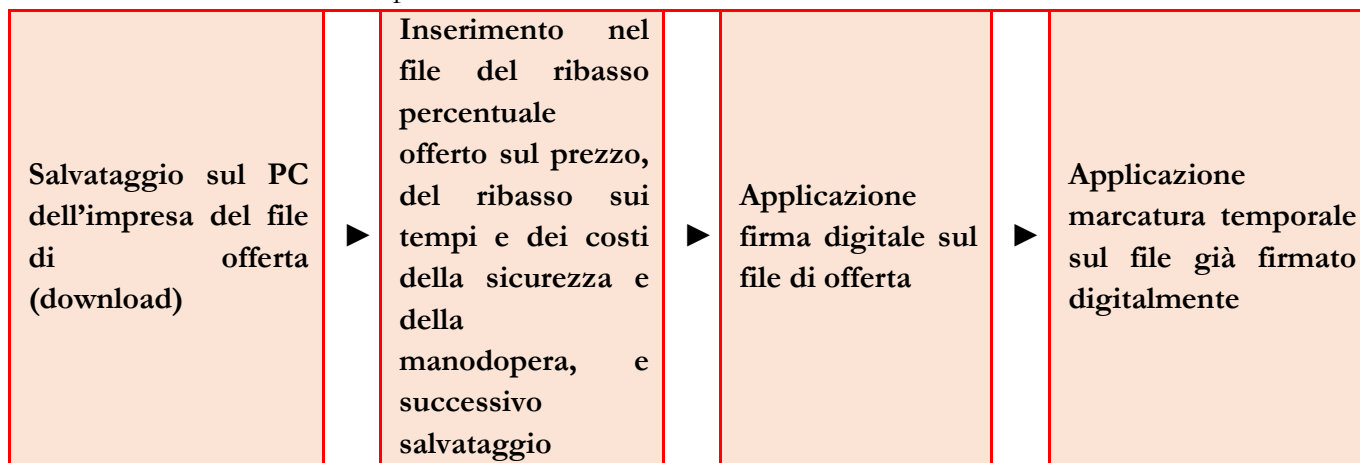 Salvataggio sul PC
dell'impresa del file
di offerta
(download)
►
Inserimento nel
file del ribasso
percentuale
offerto sul prezzo,
del ribasso sui
tempi e dei costi
della sicurezza e
della
manodopera, e
successivo
salvataggio
►
Applicazione
firma digitale sul
file di offerta
►
Applicazione
marcatura temporale
sul file già firmato
digitalmente